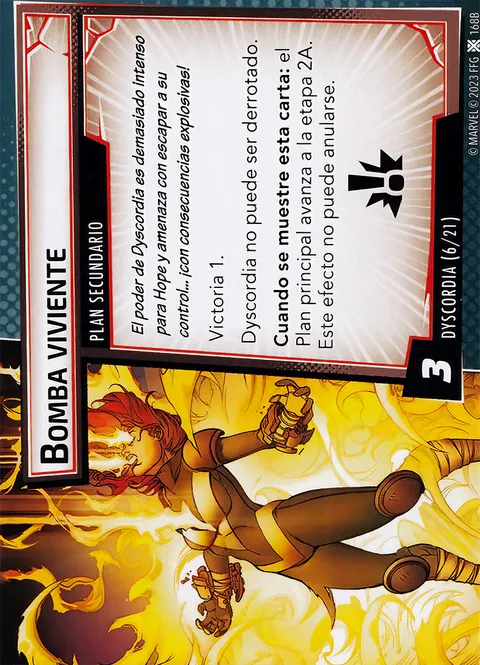 BOMBA VIVIENTE
PLAN SECUNDARIO
El poder de Dyscordia es demasiado intenso
para Hope y amenaza con escapar a su
control... ¡con consecuencias explosivas!
Victoria 1.
Dyscordia no puede ser derrotado.
Cuando se muestre esta carta: el
Plan principal avanza a la etapa 2A.
Este efecto no puede anularse.
3
DYSCORDIA (6/21)
© MARVEL © 2023 FFG 168B